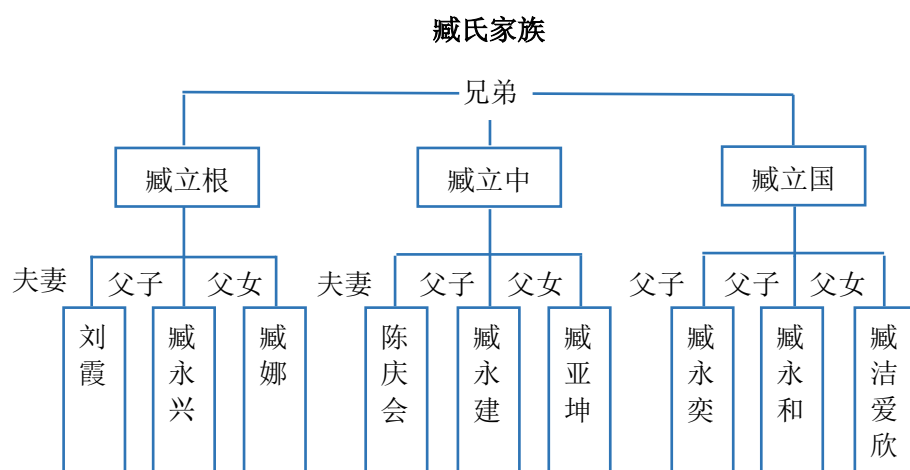 臧氏家族
兄弟
臧立根
臧立中
臧立国
夫妻
父子
父女
夫妻
父子
父女
父子
父子
父女
刘霞
臧永兴
臧娜
陈庆会
臧永建
臧亚坤
臧永奕
臧永和
臧洁爱欣